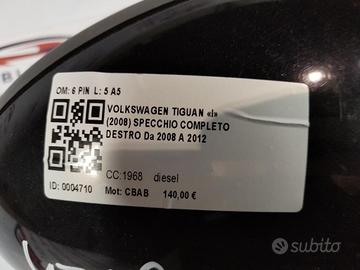 OM: 6 PIN L: 5 A5
VOLKSWAGEN TIGUAN «I»
(2008) SPECCHIO COMPLETO
DESTRO Da 2008 A 2012
CC:1968 diesel
ID: 0004710 Mot: CBAB 140,00 €
subito